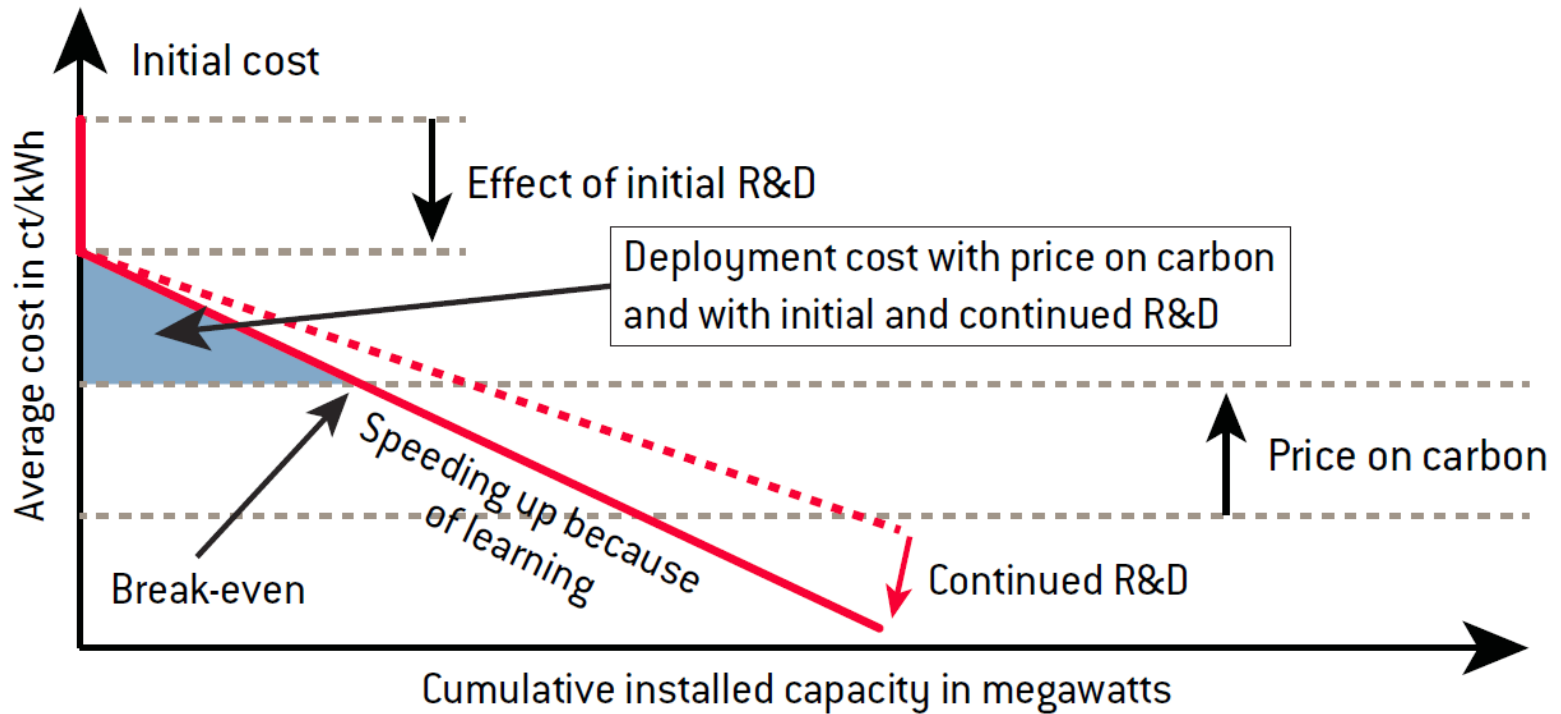 Initial cost
Average cost in ct/kWh
Effect of initial R&D
Deployment cost with price on carbon
and with initial and continued R&D
Speeding up because
of learning
Price on carbon
Break-even
Continued R&D
Cumulative installed capacity in megawatts